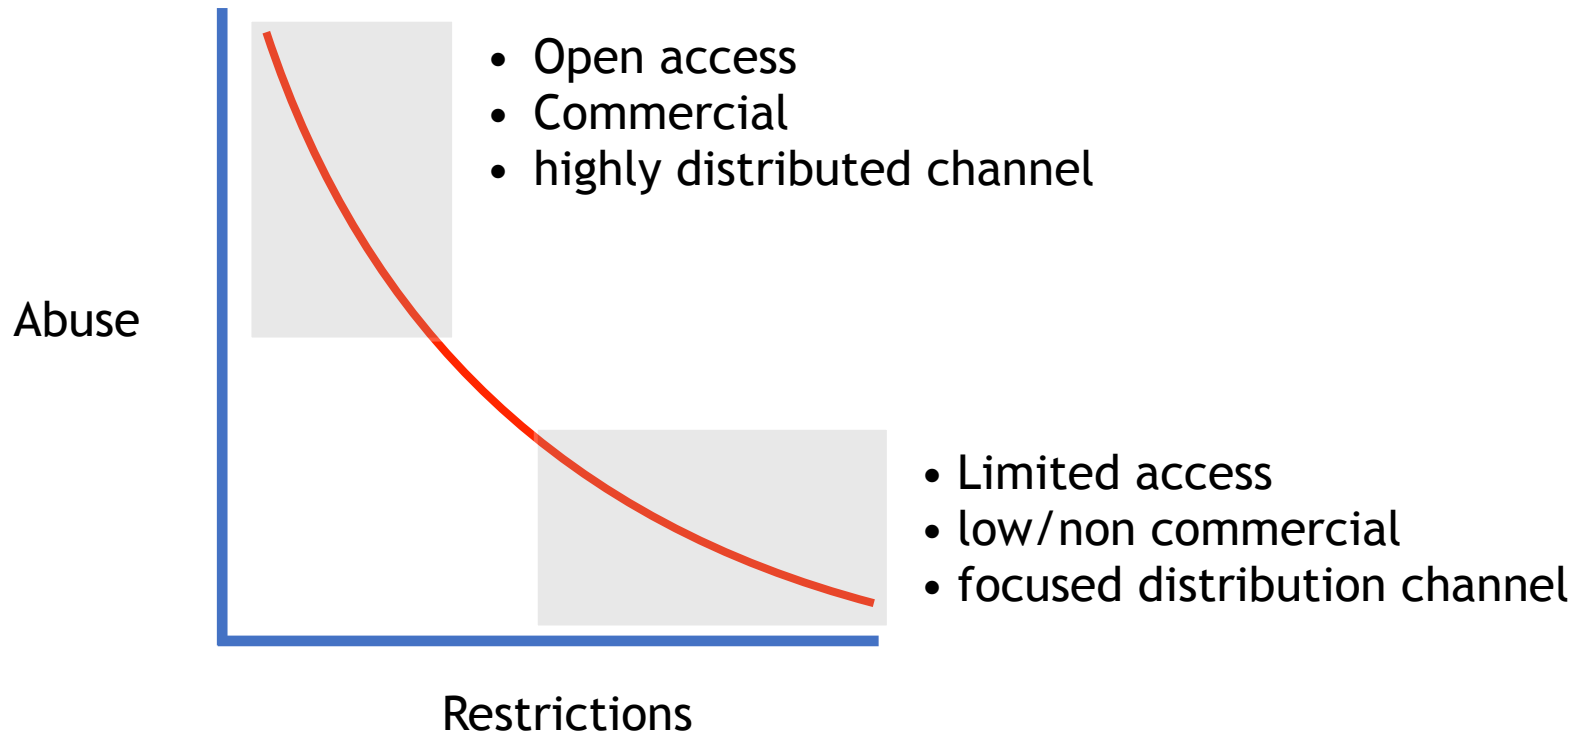 • Open access
• Commercial
• highly distributed channel
Abuse
• Limited access
• low/non commercial
• focused distribution channel
Restrictions